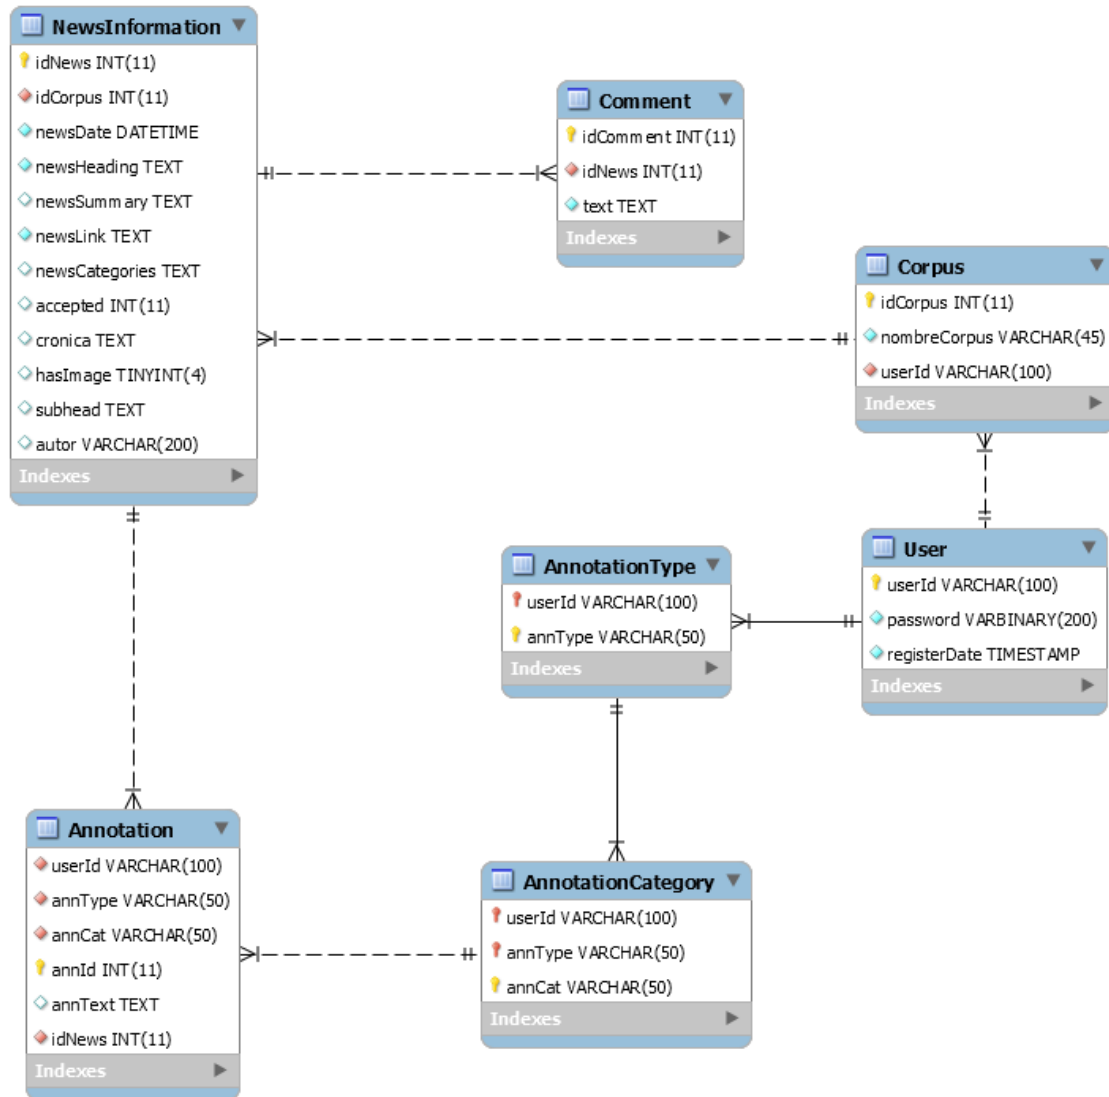 NewsInformation
idNews INT(11)
idCorpus INT(11)
newsDate DATETIME
newsHeading TEXT
newsSummary TEXT
newsLink TEXT
newsCategories TEXT
accepted INT(11)
cronica TEXT
hasImage TINYINT(4)
subhead TEXT
autor VARCHAR(200)
Indexes
Comment
idComment INT(11)
idNews INT(11)
text TEXT
Indexes
Corpus
idCorpus INT(11)
nombreCorpus VARCHAR(45)
userId VARCHAR(100)
Indexes
User
userId VARCHAR(100)
password VARBINARY(200)
registerDate TIMESTAMP
Indexes
AnnotationType
userId VARCHAR(100)
annType VARCHAR(50)
Indexes
Annotation
userId VARCHAR(100)
annType VARCHAR(50)
annCat VARCHAR(50)
annId INT(11)
annText TEXT
idNews INT(11)
Indexes
AnnotationCategory
userId VARCHAR(100)
annType VARCHAR(50)
annCat VARCHAR(50)
Indexes